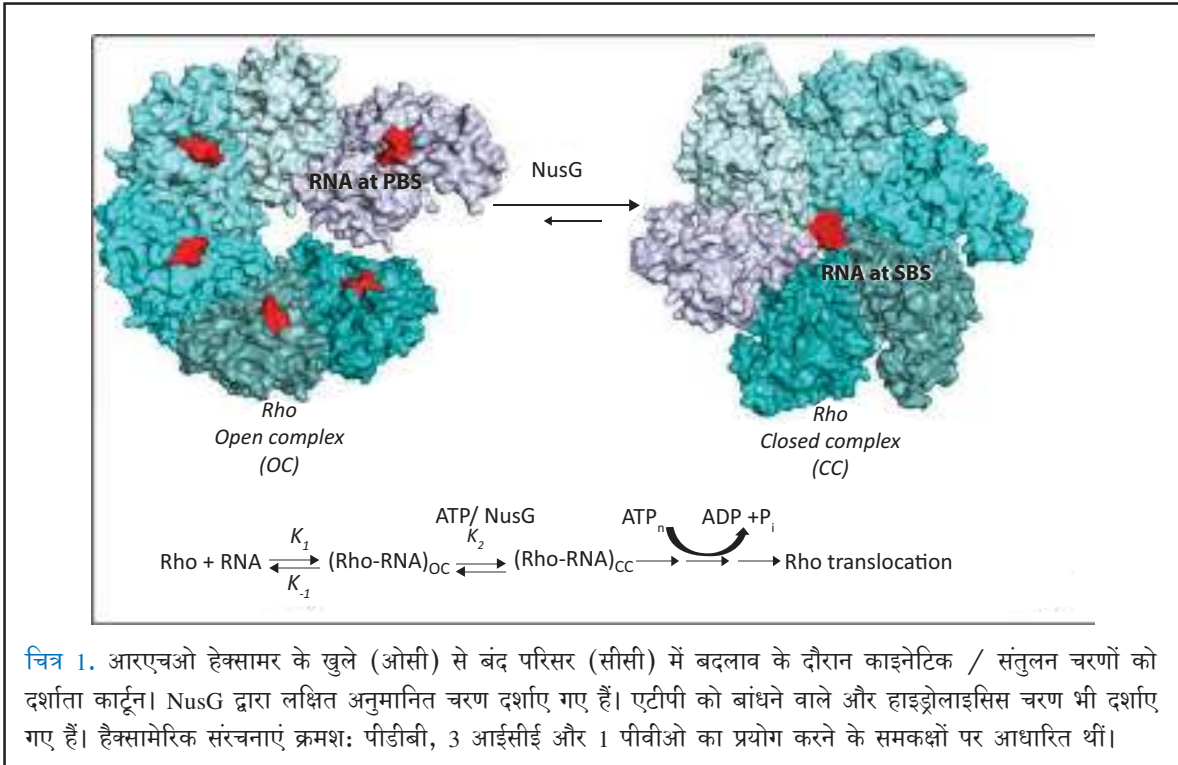 RNA at PBS
NusG
RNA at SBS
Rho
Open complex
(OC)
Rho
Closed complex
(CC)
ATP/ NusG
ATPn
ADP +Pi
K1
K2
Rho + RNA (Rho-RNA)OC (Rho-RNA)CC Rho translocation
K-1
चित्र 1. आरएचओ हेक्सामर के खुले (ओसी) से बंद परिसर (सीसी) में बदलाव के दौरान काइनेटिक / संतुलन चरणों को
दर्शाता कार्टून। NusG द्वारा लक्षित अनुमानित चरण दर्शाए गए हैं। एटीपी को बांधने वाले और हाइड्रोलाइसिस चरण भी दर्शाए
गए हैं। हैक्सामेरिक संरचनाएं क्रमश: पीडीबी, 3 आईसीई और 1 पीवीओ का प्रयोग करने के समकक्षों पर आधारित थीं।